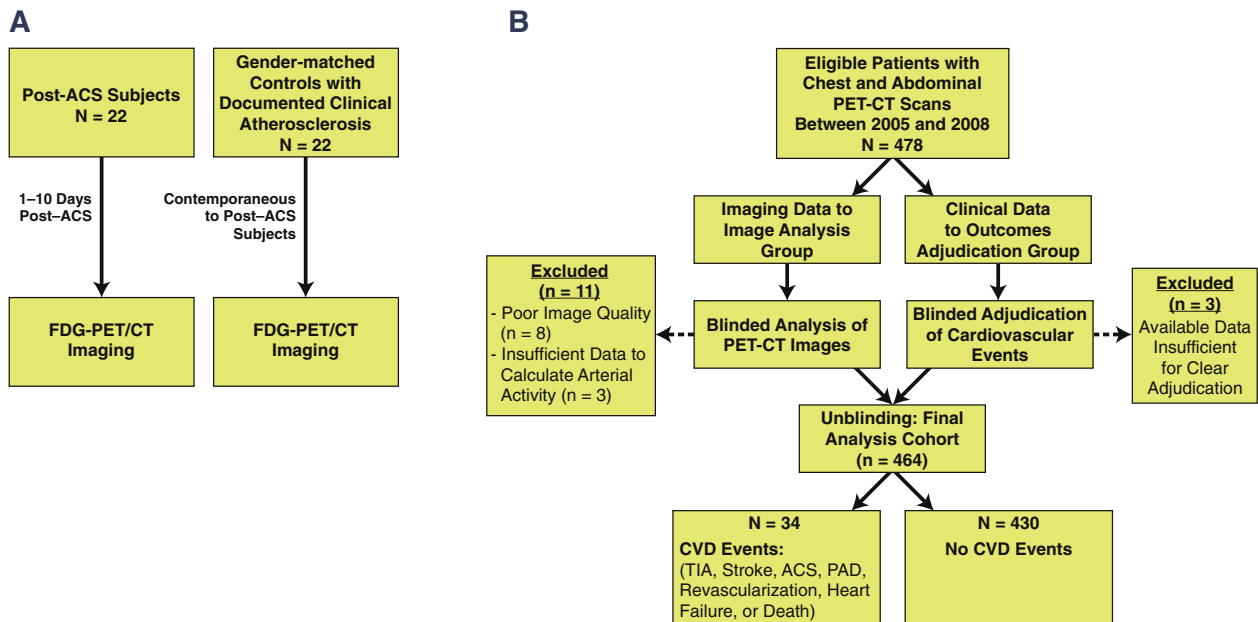 A
Post-ACS Subjects
N = 22
Gender-matched
Controls with
Documented Clinical
Atherosclerosis
N = 22
1–10 Days
Post–ACS
Contemporaneous
to Post–ACS
Subjects
FDG-PET/CT
Imaging
FDG-PET/CT
Imaging
B
Eligible Patients with
Chest and Abdominal
PET-CT Scans
Between 2005 and 2008
N = 478
Imaging Data to
Image Analysis
Group
Clinical Data
to Outcomes
Adjudication Group
Excluded
(n = 11)
- Poor Image Quality
(n = 8)
- Insufficient Data to
Calculate Arterial
Activity (n = 3)
Blinded Analysis of
PET-CT Images
Blinded Adjudication
of Cardiovascular
Events
Excluded
(n = 3)
Available Data
Insufficient
for Clear
Adjudication
Unblinding: Final
Analysis Cohort
(n = 464)
N = 34
CVD Events:
(TIA, Stroke, ACS, PAD,
Revascularization, Heart
Failure, or Death)
N = 430
No CVD Events